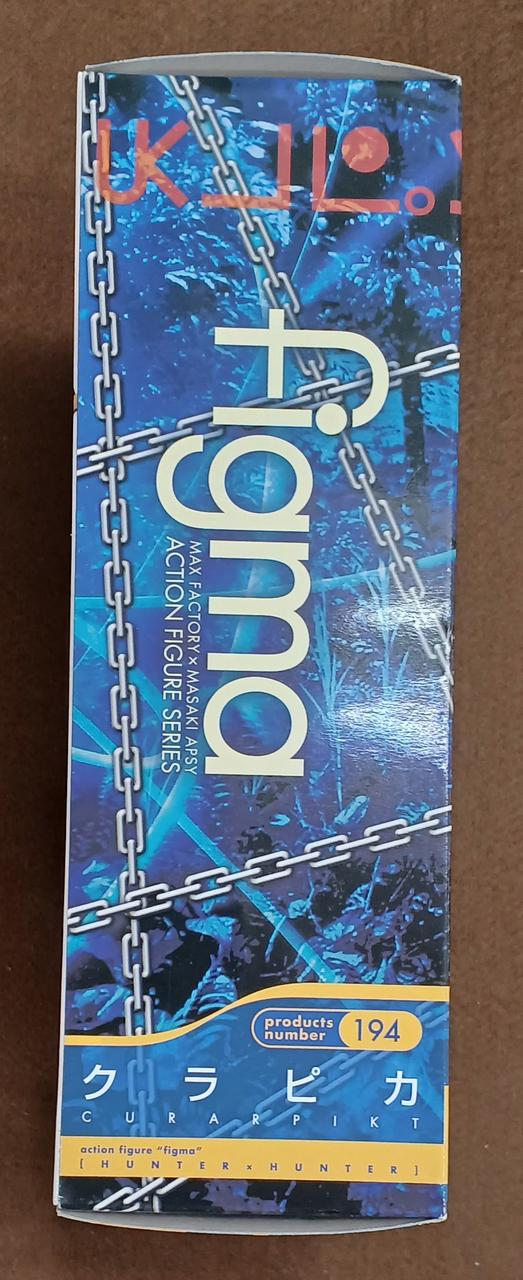 figma
MAX FACTORY × MASAKI APSY
ACTION FIGURE SERIES
products
number
194
クラピカ
CURARPIKT
action figure "figma"
[HUNTER×HUNTER]